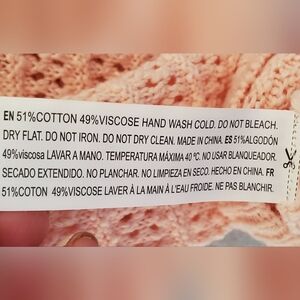 EN 51%COTTON 49%VISCOSE HAND WASH COLD. DO NOT BLEACH.
DRY FLAT. DO NOT IRON. DO NOT DRY CLEAN. MADE IN CHINA. ES 51%ALGODÓN
49%viscosa LAVAR A MANO. TEMPERATURA MÁXIMA 40 ºC. NO USAR BLANQUEADOR.
SECADO EXTENDIDO. NO PLANCHAR. NO LIMPIEZA EN SECO. HECHO EN CHINA. FR
51%COTON 49%VISCOSE LAVER À LA MAIN À L'EAU FROIDE. NE PAS BLANCHIR.